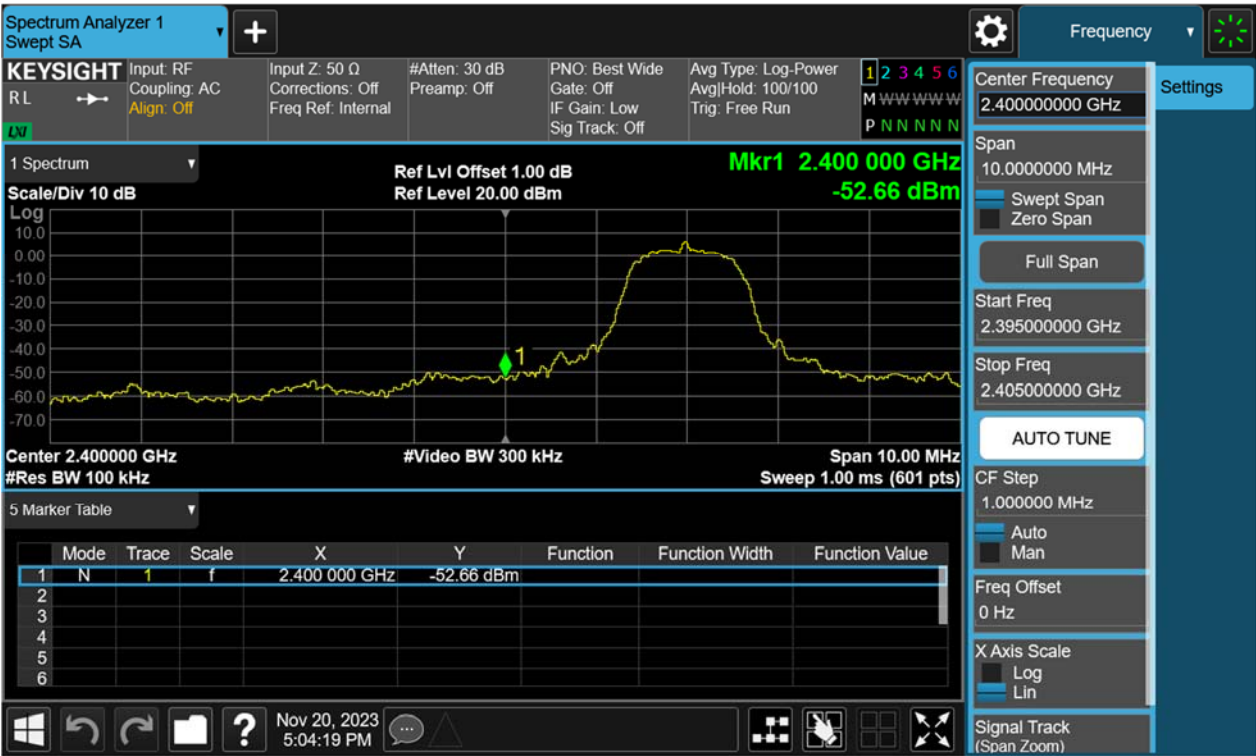 Spectrum Analyzer 1
Swept SA
+
Frequency
KEYSIGHT
R L
LXI
Input: RF
Coupling: AC
Align: Off
Input Z: 50 Ω
Corrections: Off
Freq Ref: Internal
#Atten: 30 dB
Preamp: Off
PNO: Best Wide
Gate: Off
IF Gain: Low
Sig Track: Off
Avg Type: Log-Power
Avg|Hold: 100/100
Trig: Free Run
1 2 3 4 5 6
M W W W W W
P N N N N N
1 Spectrum
Scale/Div 10 dB
Ref Lvl Offset 1.00 dB
Ref Level 20.00 dBm
Mkr1 2.400 000 GHz
-52.66 dBm
Log
10.0
0.00
-10.0
-20.0
-30.0
-40.0
-50.0
-60.0
-70.0
1
Center 2.400000 GHz
#Res BW 100 kHz
#Video BW 300 kHz
Span 10.00 MHz
Sweep 1.00 ms (601 pts)
5 Marker Table
Mode Trace Scale X Y Function Function Width Function Value
1 N 1 f 2.400 000 GHz -52.66 dBm
2
3
4
5
6
?
Nov 20, 2023
5:04:19 PM
Center Frequency
2.400000000 GHz
Settings
Span
10.0000000 MHz
Swept Span
Zero Span
Full Span
Start Freq
2.395000000 GHz
Stop Freq
2.405000000 GHz
AUTO TUNE
CF Step
1.000000 MHz
Auto
Man
Freq Offset
0 Hz
X Axis Scale
Log
Lin
Signal Track
(Span Zoom)